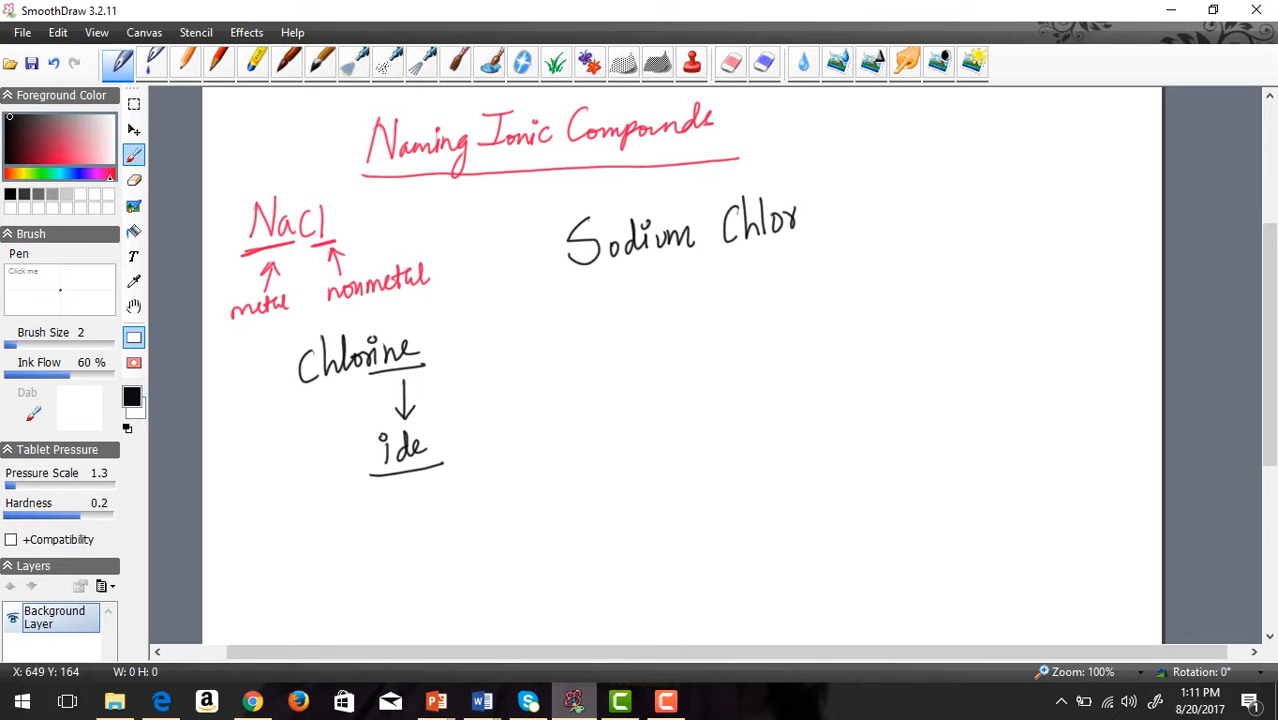 SmoothDraw 3.2.11
File Edit View Canvas Stencil Effects Help
Foreground Color
Brush
Pen
Click me
Brush Size 2
Ink Flow 60 %
Dab
Tablet Pressure
Pressure Scale 1.3
Hardness 0.2
+Compatibility
Layers
Background
Layer
Naming Ionic Compounds
NaCl
metal nonmetal
Sodium Chlor
Chlorine
ide
X: 649 Y: 164 W: 0 H: 0 Zoom: 100% Rotation: 0°
1:11 PM
8/20/2017